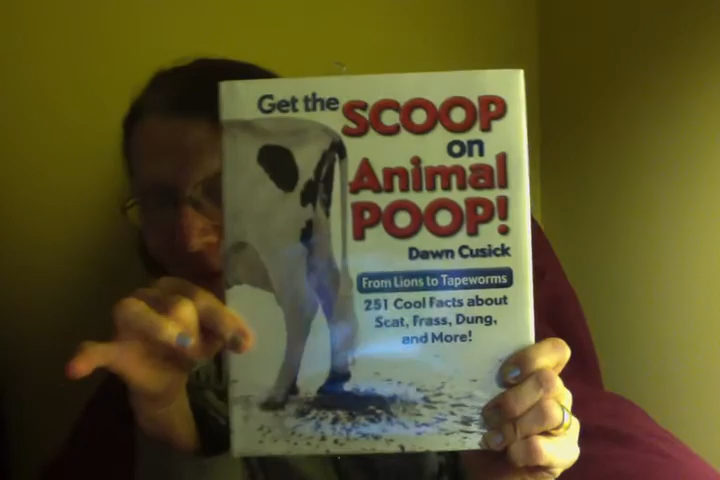 Get the
SCOOP
on
Animal
POOP!
Dawn Cusick
From Lions to Tapeworms
251 Cool Facts about
Scat, Frass, Dung,
and More!